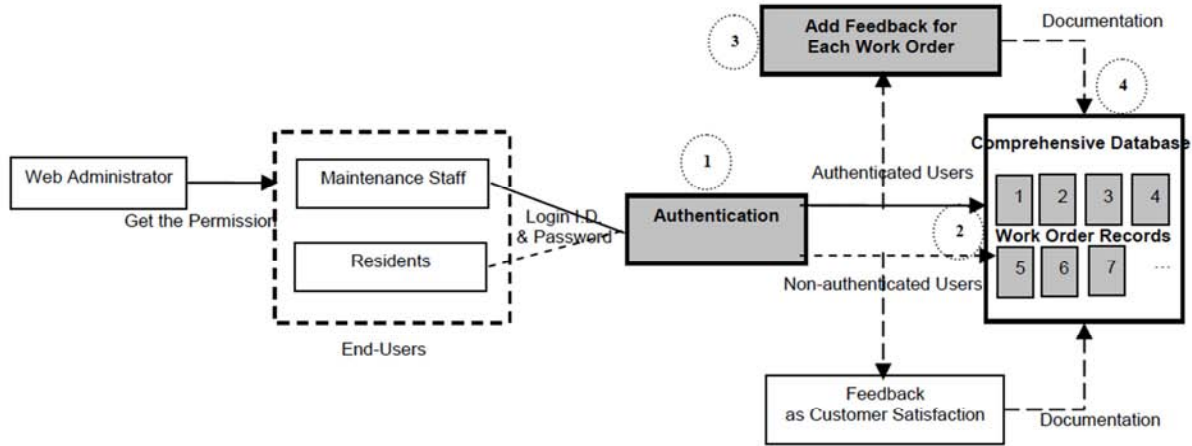 3
Add Feedback for
Each Work Order
Documentation
4
Web Administrator
Get the Permission
Maintenance Staff
Residents
End-Users
Login I.D
& Password
1
Authentication
Authenticated Users
2
Non-authenticated Users
Comprehensive Database
1 2 3 4
Work Order Records
5 6 7 ...
Feedback
as Customer Satisfaction
Documentation